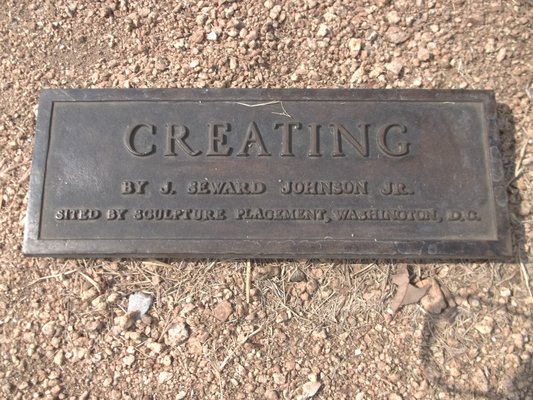 CREATING
BY J. SEWARD JOHNSON JR.
SITED BY SCULPTURE PLACEMENT, WASHINGTON, D.C.